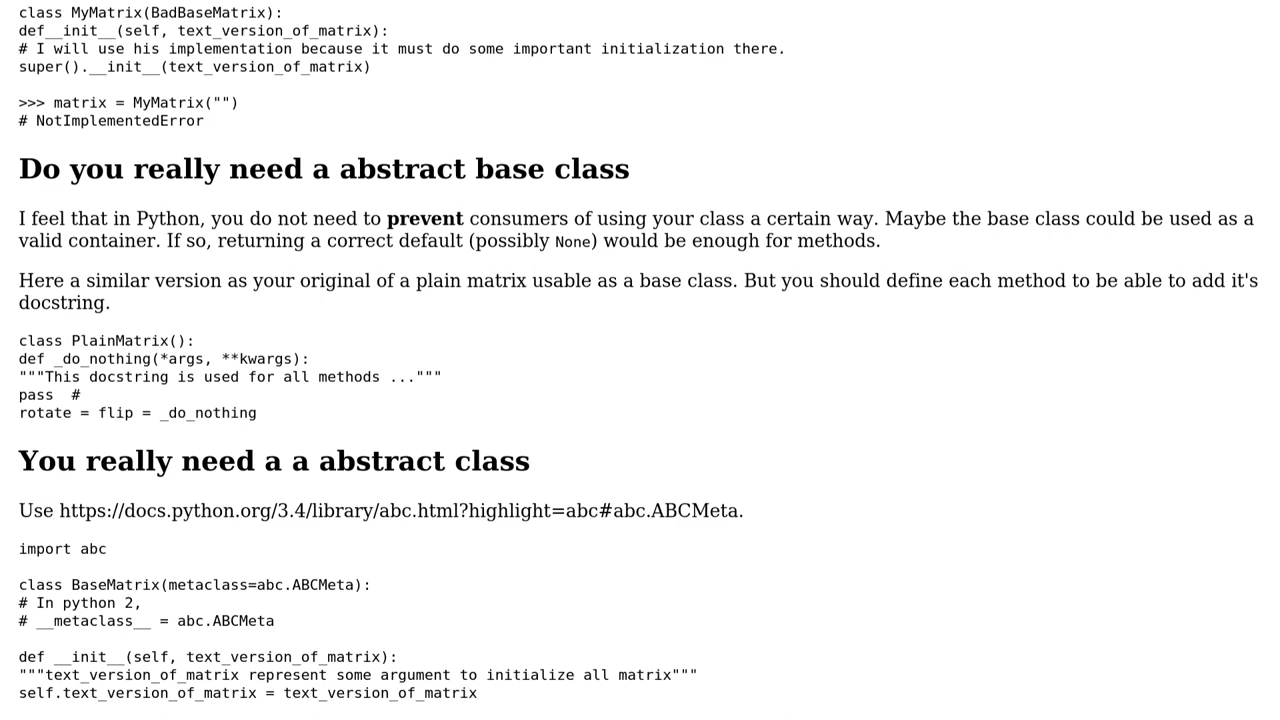 class MyMatrix(BadBaseMatrix):
def__init__(self, text_version_of_matrix):
# I will use his implementation because it must do some important initialization there.
super().__init__(text_version_of_matrix)
>>> matrix = MyMatrix("")
# NotImplementedError
Do you really need a abstract base class
I feel that in Python, you do not need to prevent consumers of using your class a certain way. Maybe the base class could be used as a
valid container. If so, returning a correct default (possibly None) would be enough for methods.
Here a similar version as your original of a plain matrix usable as a base class. But you should define each method to be able to add it's
docstring.
class PlainMatrix():
def _do_nothing(*args, **kwargs):
"""This docstring is used for all methods ..."""
pass  #
rotate = flip = _do_nothing
You really need a a abstract class
Use https://docs.python.org/3.4/library/abc.html?highlight=abc#abc.ABCMeta.
import abc
class BaseMatrix(metaclass=abc.ABCMeta):
# In python 2,
# __metaclass__ = abc.ABCMeta
def __init__(self, text_version_of_matrix):
"""text_version_of_matrix represent some argument to initialize all matrix"""
self.text_version_of_matrix = text_version_of_matrix